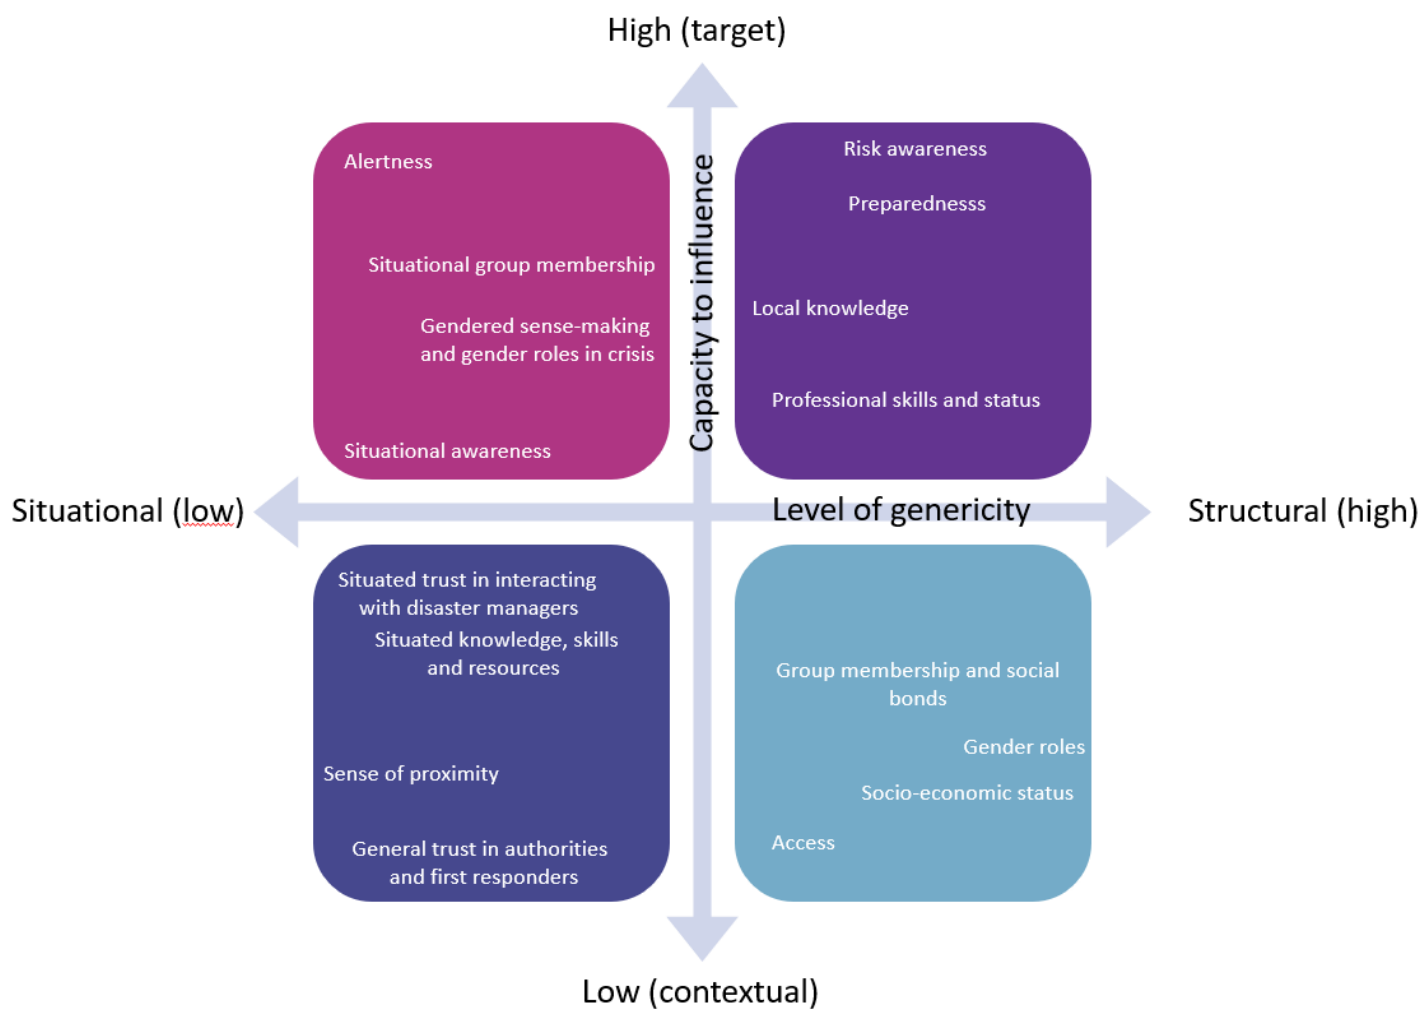 High (target)
Alertness
Situational group membership
Gendered sense-making
and gender roles in crisis
Situational awareness
Capacity to influence
Risk awareness
Preparednesss
Local knowledge
Professional skills and status
Situational (low)
Level of genericity
Structural (high)
Situated trust in interacting
with disaster managers
Situated knowledge, skills
and resources
Sense of proximity
General trust in authorities
and first responders
Group membership and social
bonds
Gender roles
Socio-economic status
Access
Low (contextual)